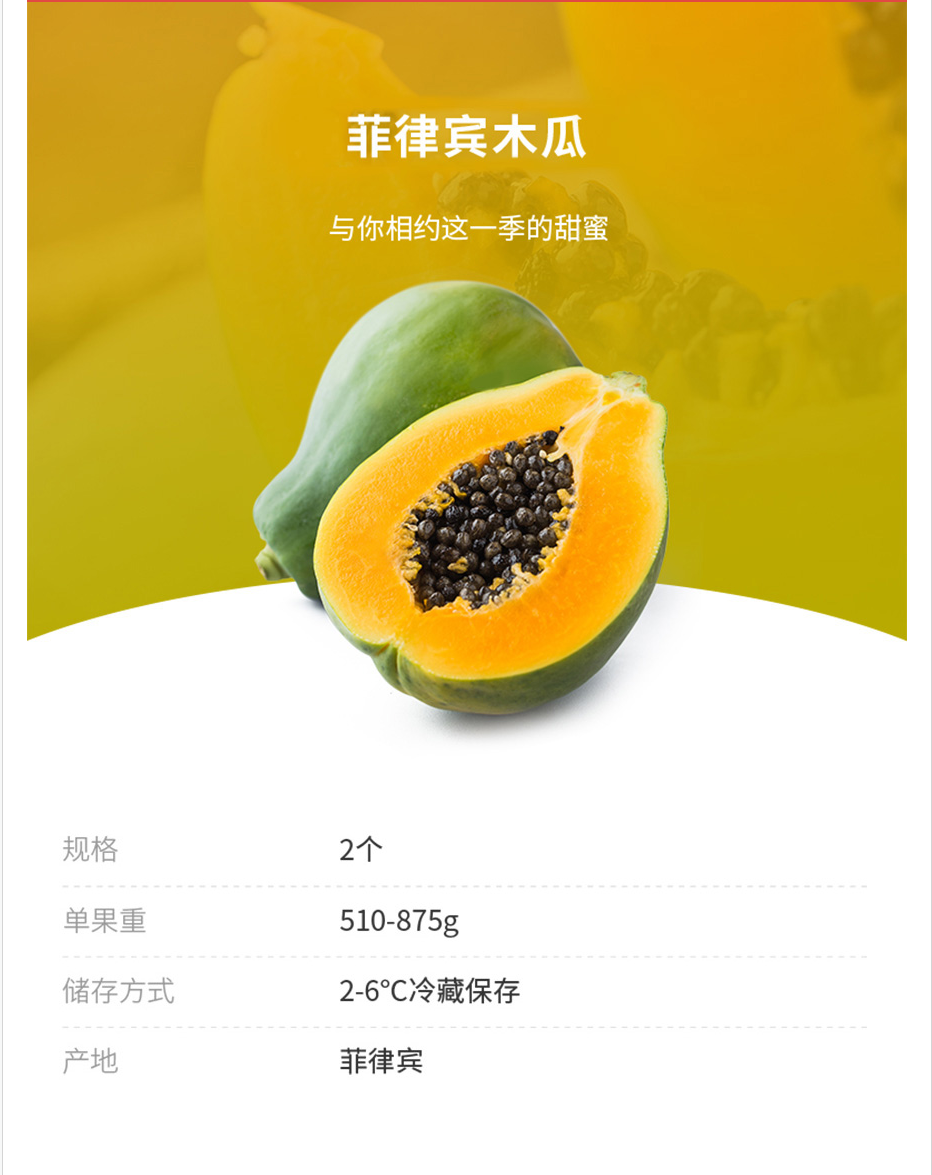 菲律宾木瓜
与你相约这一季的甜蜜
规格 2个
单果重 510-875g
储存方式 2-6℃冷藏保存
产地 菲律宾